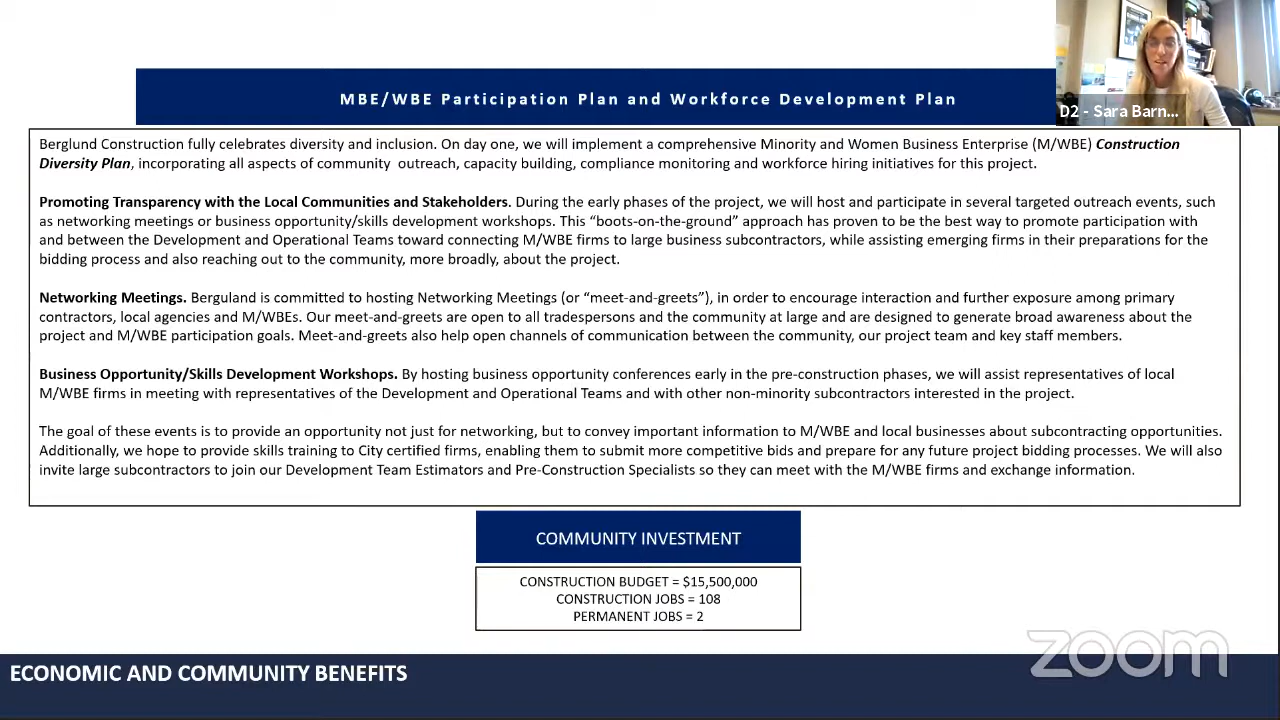 MBE/WBE Participation Plan and Workforce Development Plan
D2 - Sara Barn...
Berglund Construction fully celebrates diversity and inclusion. On day one, we will implement a comprehensive Minority and Women Business Enterprise (M/WBE) Construction
Diversity Plan, incorporating all aspects of community outreach, capacity building, compliance monitoring and workforce hiring initiatives for this project.
Promoting Transparency with the Local Communities and Stakeholders. During the early phases of the project, we will host and participate in several targeted outreach events, such
as networking meetings or business opportunity/skills development workshops. This “boots-on-the-ground” approach has proven to be the best way to promote participation with
and between the Development and Operational Teams toward connecting M/WBE firms to large business subcontractors, while assisting emerging firms in their preparations for the
bidding process and also reaching out to the community, more broadly, about the project.
Networking Meetings. Berguland is committed to hosting Networking Meetings (or “meet-and-greets”), in order to encourage interaction and further exposure among primary
contractors, local agencies and M/WBEs. Our meet-and-greets are open to all tradespersons and the community at large and are designed to generate broad awareness about the
project and M/WBE participation goals. Meet-and-greets also help open channels of communication between the community, our project team and key staff members.
Business Opportunity/Skills Development Workshops. By hosting business opportunity conferences early in the pre-construction phases, we will assist representatives of local
M/WBE firms in meeting with representatives of the Development and Operational Teams and with other non-minority subcontractors interested in the project.
The goal of these events is to provide an opportunity not just for networking, but to convey important information to M/WBE and local businesses about subcontracting opportunities.
Additionally, we hope to provide skills training to City certified firms, enabling them to submit more competitive bids and prepare for any future project bidding processes. We will also
invite large subcontractors to join our Development Team Estimators and Pre-Construction Specialists so they can meet with the M/WBE firms and exchange information.
COMMUNITY INVESTMENT
CONSTRUCTION BUDGET = $15,500,000
CONSTRUCTION JOBS = 108
PERMANENT JOBS = 2
zoom
ECONOMIC AND COMMUNITY BENEFITS